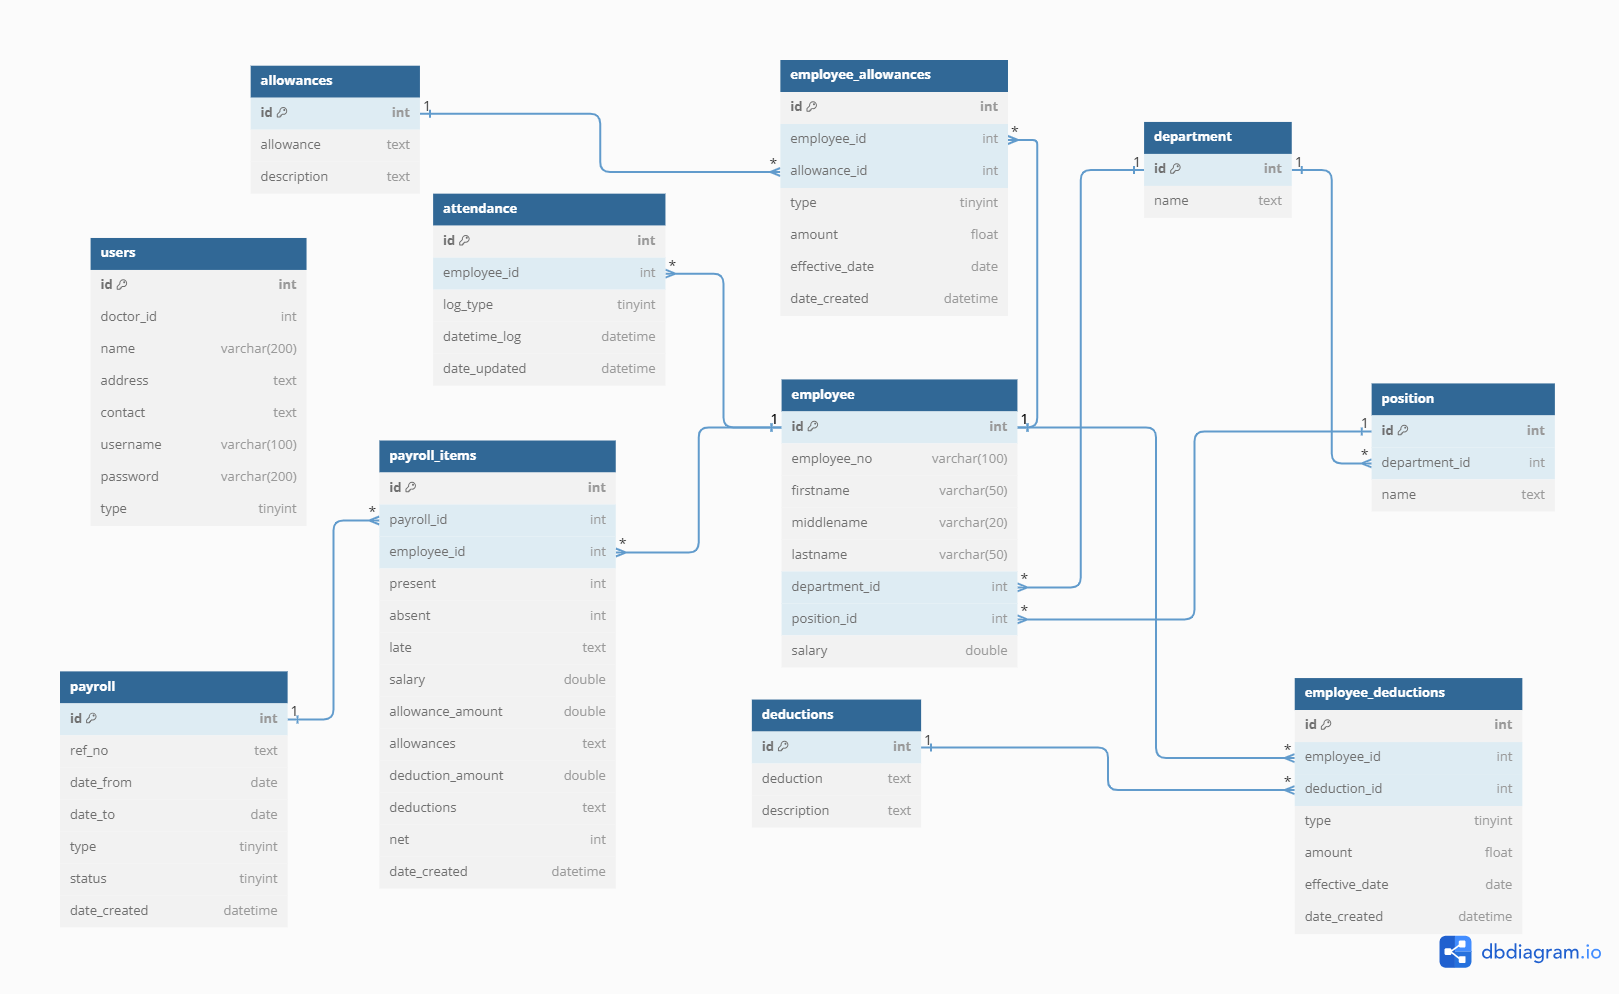 allowances
id int
allowance text
description text
1
*
employee_allowances
id int
employee_id int
allowance_id int
type tinyint
amount float
effective_date date
date_created datetime
*
department
id int
name text
1
1
attendance
id int
employee_id int
log_type tinyint
datetime_log datetime
date_updated datetime
*
users
id int
doctor_id int
name varchar(200)
address text
contact text
username varchar(100)
password varchar(200)
type tinyint
employee
id int
employee_no varchar(100)
firstname varchar(50)
middlename varchar(20)
lastname varchar(50)
department_id int
position_id int
salary double
1
1
*
*
position
id int
department_id int
name text
1
*
payroll_items
id int
payroll_id int
employee_id int
present int
absent int
late text
salary double
allowance_amount double
allowances text
deduction_amount double
deductions text
net int
date_created datetime
*
*
payroll
id int
ref_no text
date_from date
date_to date
type tinyint
status tinyint
date_created datetime
1
deductions
id int
deduction text
description text
1
employee_deductions
id int
employee_id int
deduction_id int
type tinyint
amount float
effective_date date
date_created datetime
*
*
dbdiagram.io